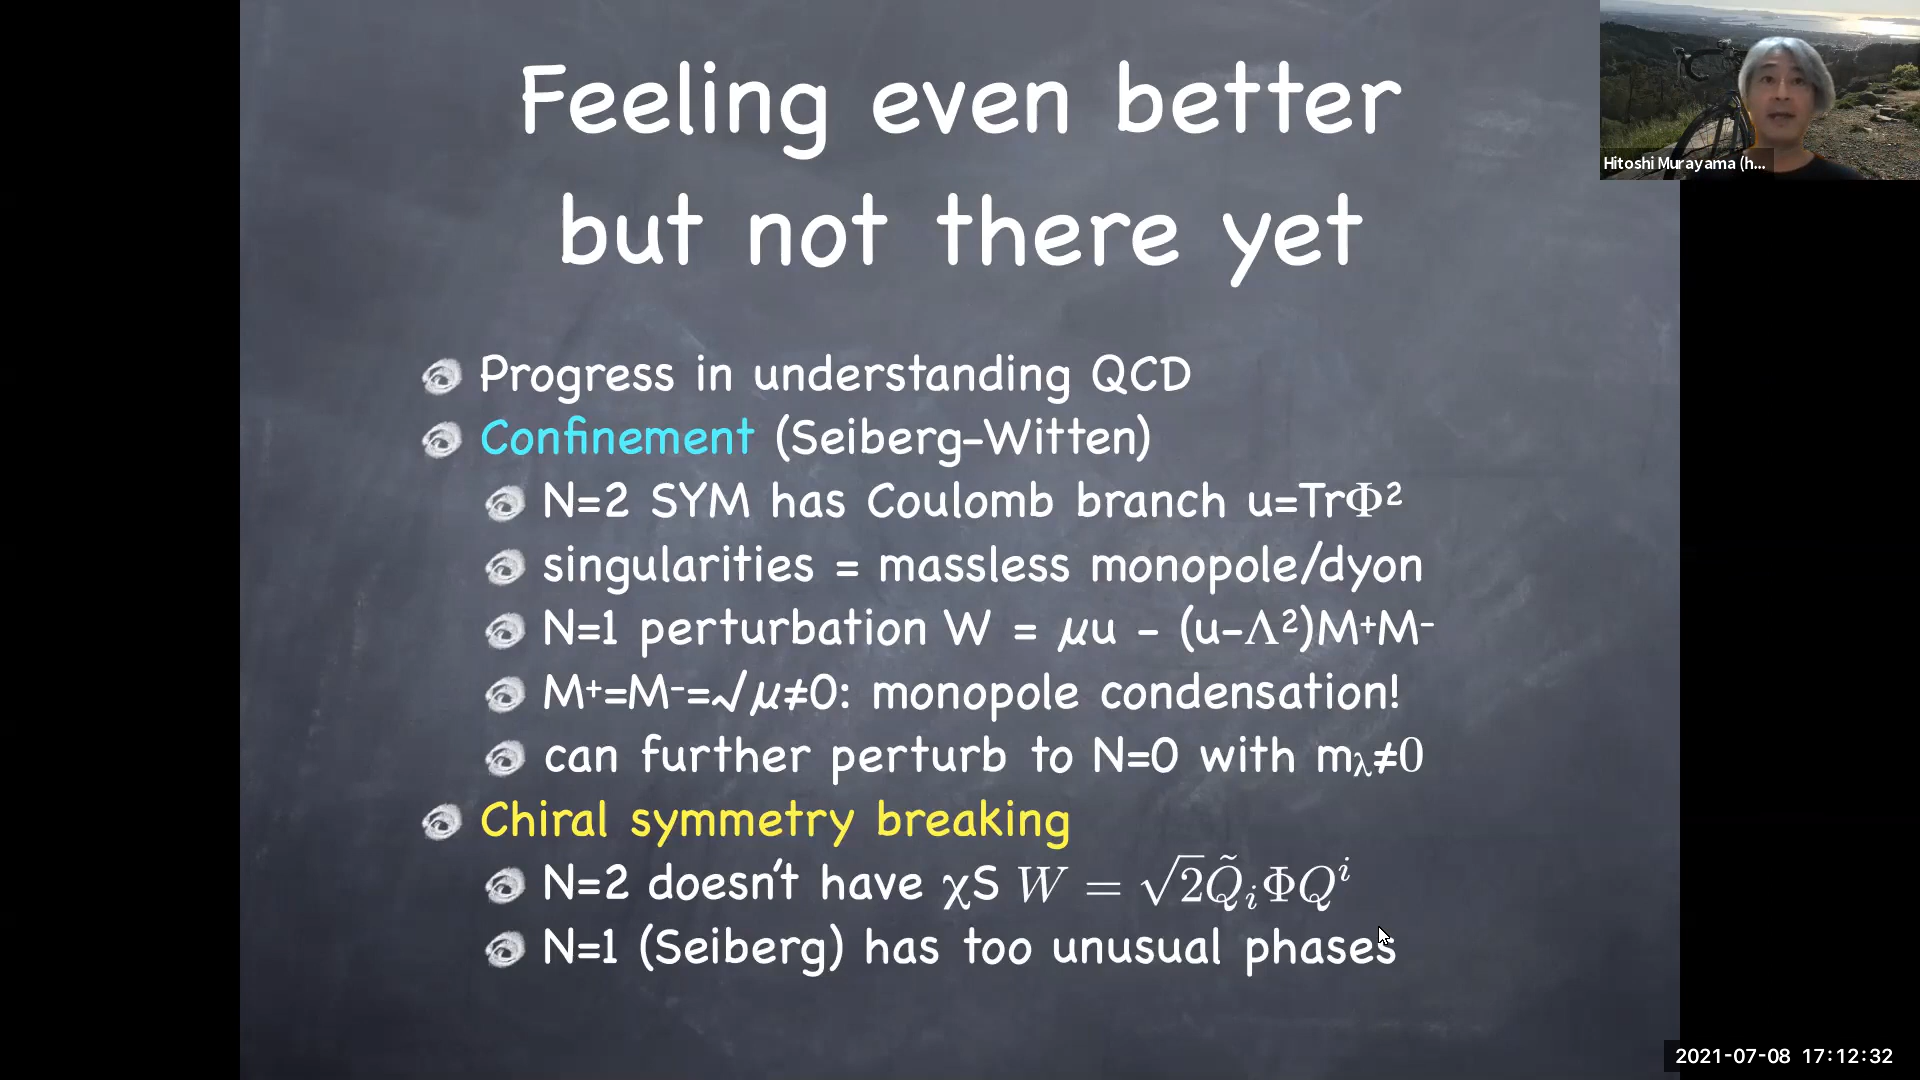 Feeling even better
but not there yet
Hitoshi Murayama (h...
Progress in understanding QCD
Confinement (Seiberg-Witten)
N=2 SYM has Coulomb branch u=TrΦ²
singularities = massless monopole/dyon
N=1 perturbation W = μu - (u-Λ²)M⁺M⁻
M⁺=M⁻=√μ≠0: monopole condensation!
can further perturb to N=0 with m_λ≠0
Chiral symmetry breaking
N=2 doesn't have χS W = √2Q̃ᵢΦQⁱ
N=1 (Seiberg) has too unusual phases
2021-07-08 17:12:32